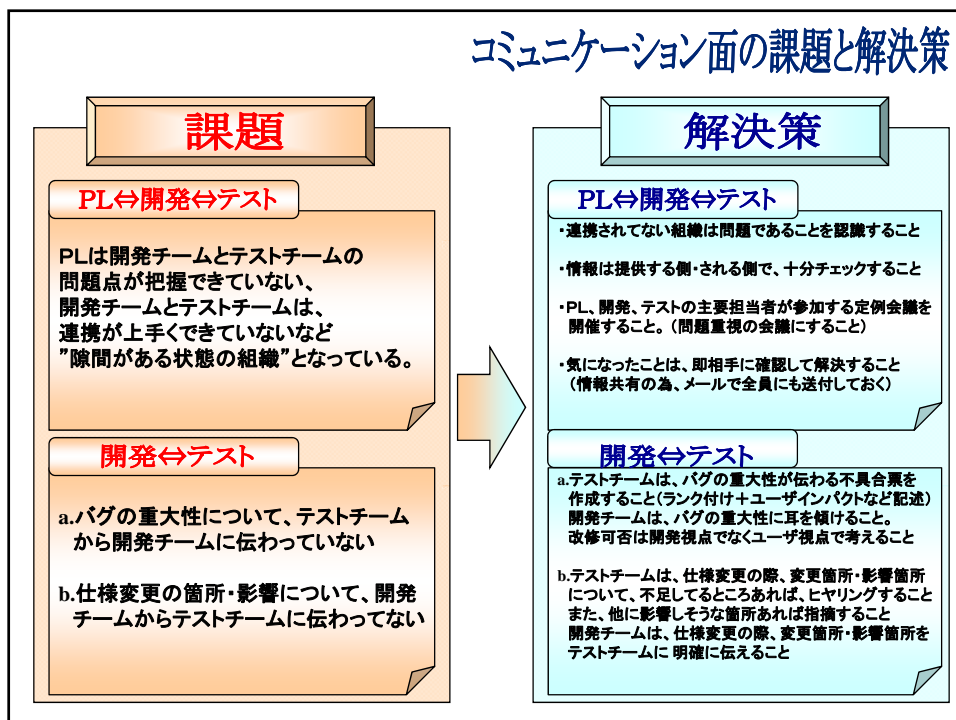 コミュニケーション面の課題と解決策
課題
PL⇔開発⇔テスト
PLは開発チームとテストチームの
問題点が把握できていない、
開発チームとテストチームは、
連携が上手くできていないなど
”隙間がある状態の組織”となっている。
開発⇔テスト
a.バグの重大性について、テストチーム
から開発チームに伝わっていない
b.仕様変更の箇所・影響について、開発
チームからテストチームに伝わってない
解決策
PL⇔開発⇔テスト
・連携されてない組織は問題であることを認識すること
・情報は提供する側・される側で、十分チェックすること
・PL、開発、テストの主要担当者が参加する定例会議を
開催すること。（問題重視の会議にすること）
・気になったことは、即相手に確認して解決すること
（情報共有の為、メールで全員にも送付しておく）
開発⇔テスト
a.テストチームは、バグの重大性が伝わる不具合票を
作成すること（ランク付け＋ユーザインパクトなど記述）
開発チームは、バグの重大性に耳を傾けること。
改修可否は開発視点でなくユーザ視点で考えること
b.テストチームは、仕様変更の際、変更箇所・影響箇所
について、不足してるところあれば、ヒヤリングすること
また、他に影響しそうな箇所あれば指摘すること
開発チームは、仕様変更の際、変更箇所・影響箇所を
テストチームに 明確に伝えること